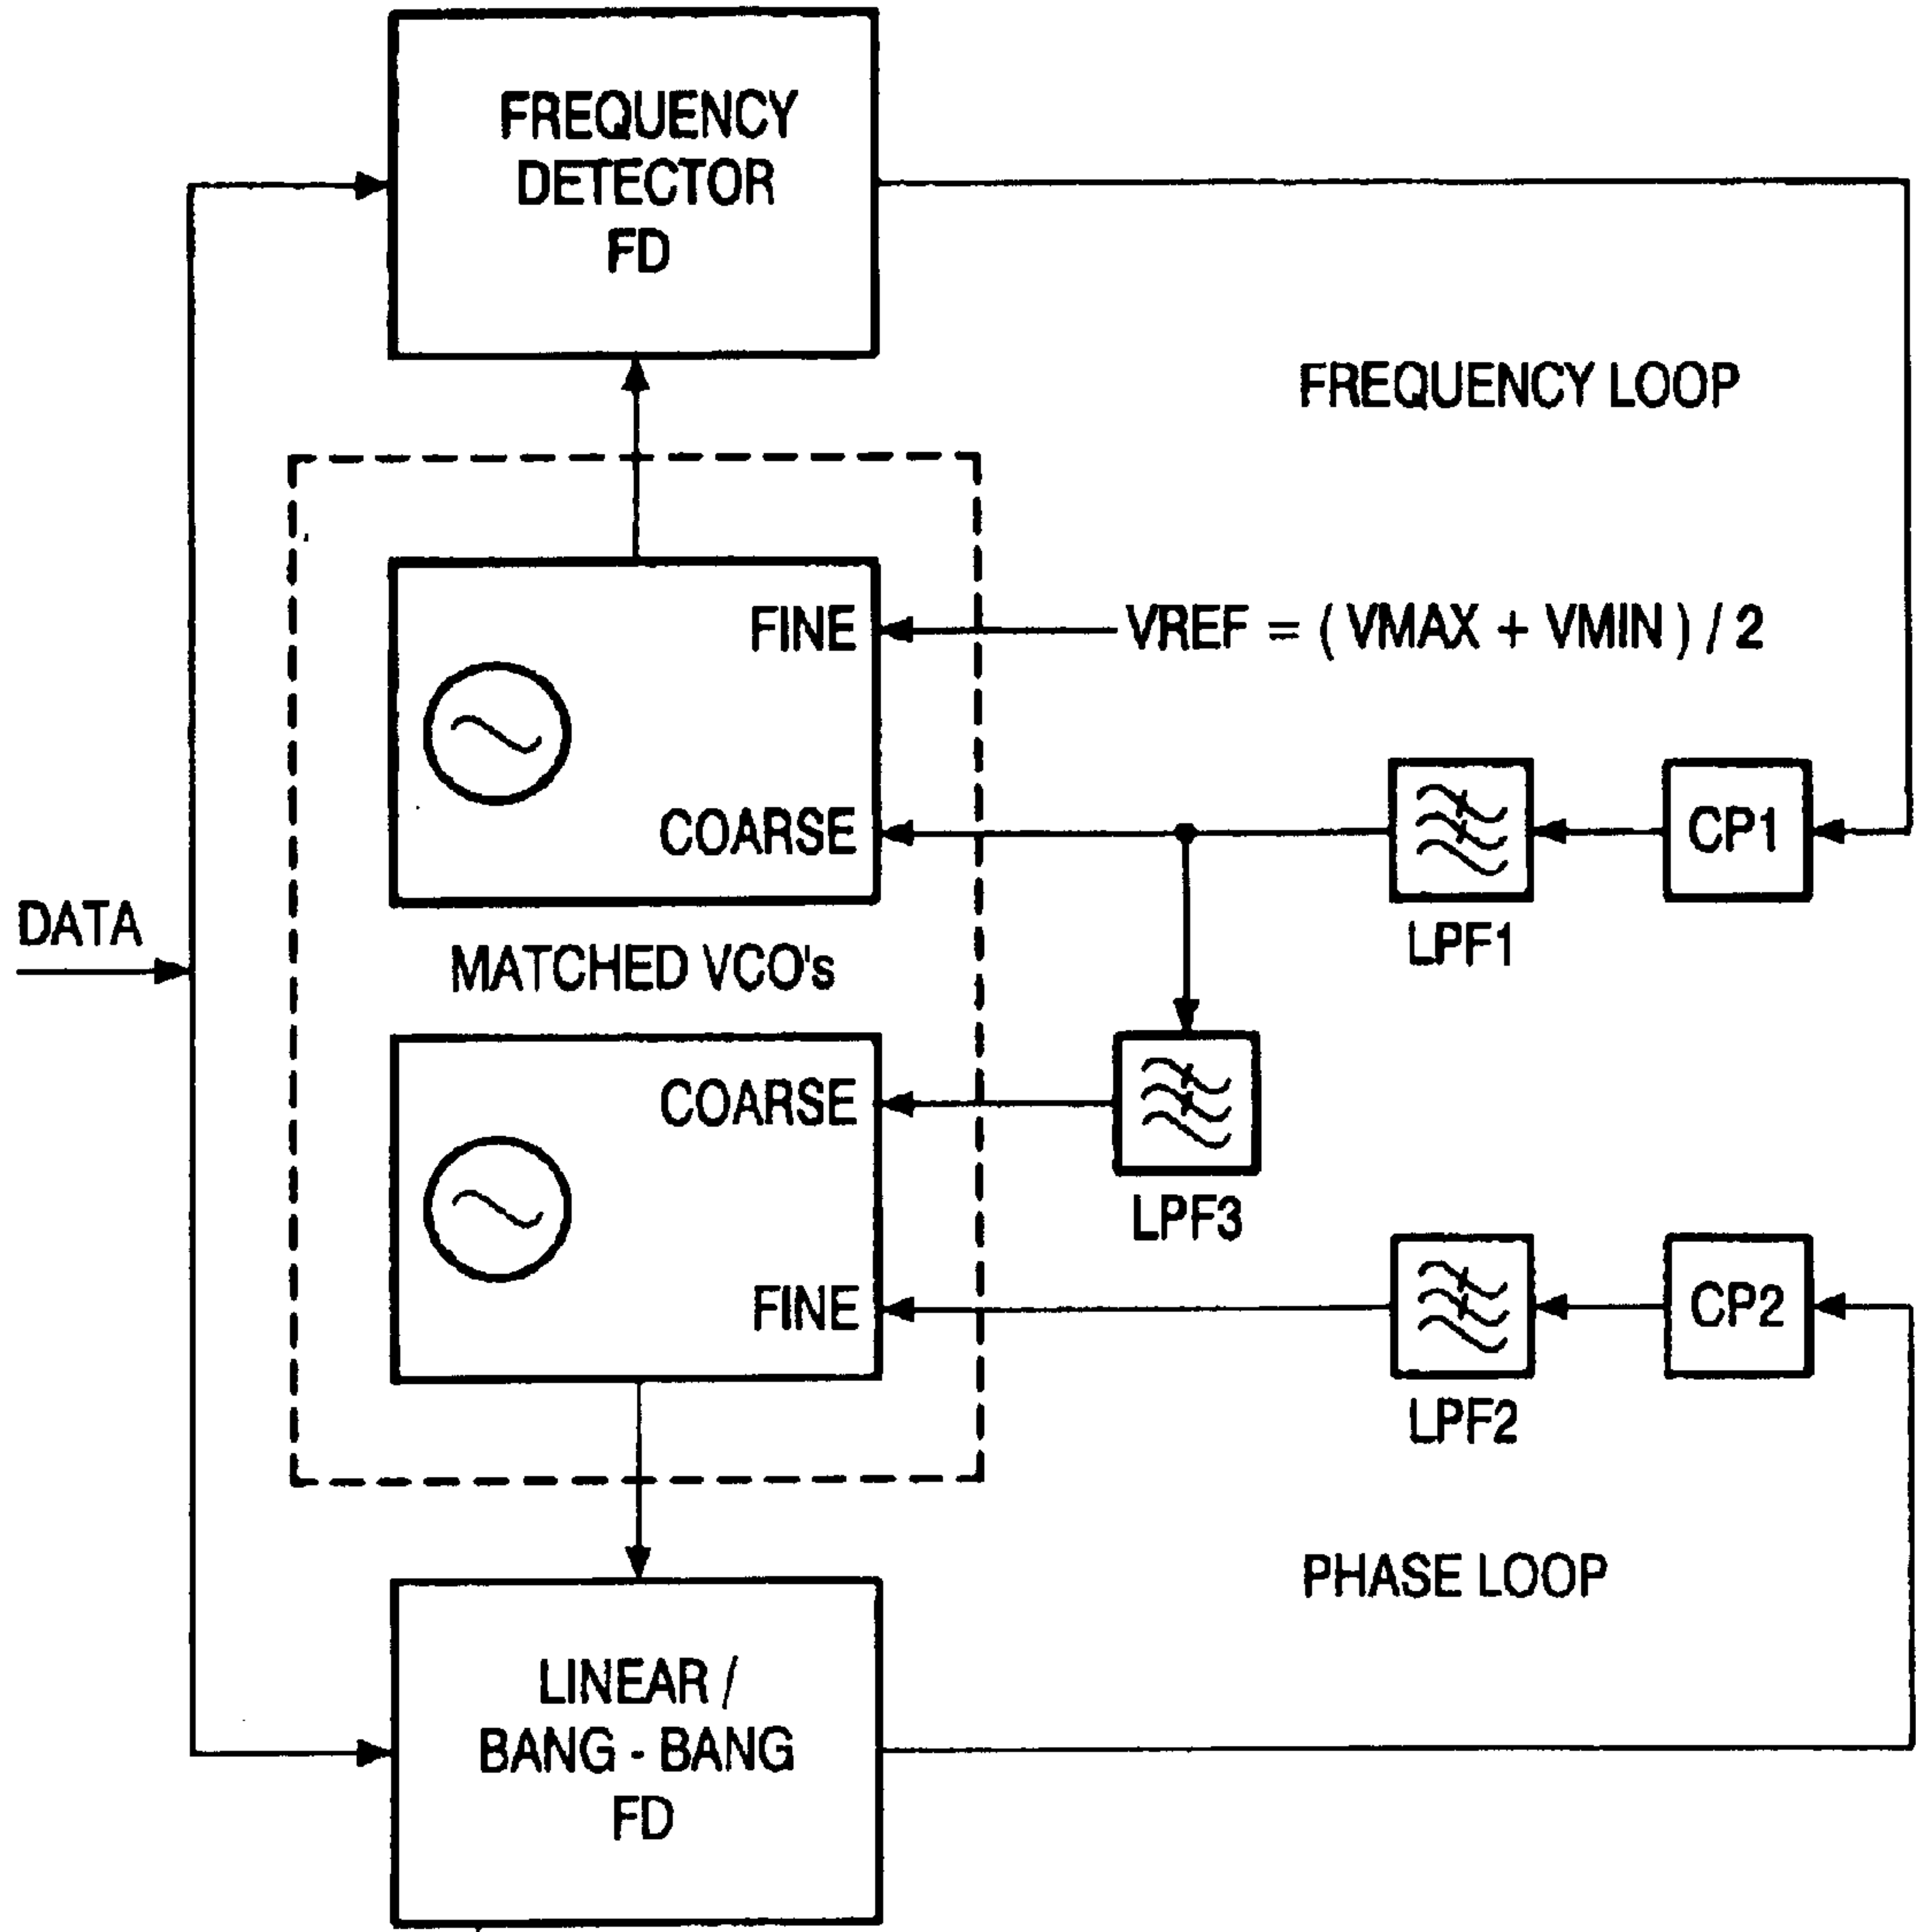 FREQUENCY
DETECTOR
FD
FREQUENCY LOOP
FINE
VREF = ( VMAX + VMIN ) / 2
COARSE
CP1
LPF1
DATA
MATCHED VCO's
COARSE
LPF3
FINE
CP2
LPF2
PHASE LOOP
LINEAR /
BANG - BANG
FD